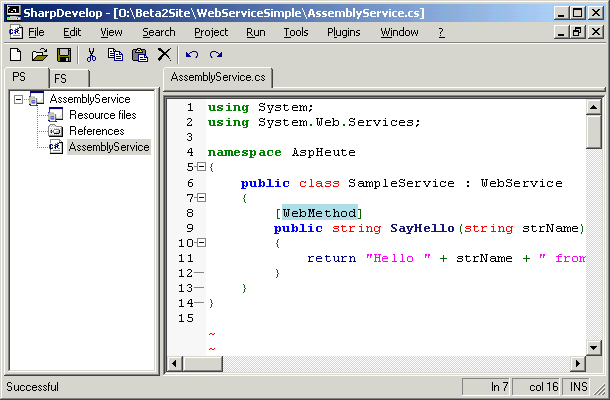 SharpDevelop - [O:\Beta2Site\WebServiceSimple\AssemblyService.cs]
File Edit View Search Project Run Tools Plugins Window ?
PS FS
AssemblyService
Resource files
References
AssemblyService
AssemblyService.cs
1 using System;
2 using System.Web.Services;
3
4 namespace AspHeute
5 {
6 public class SampleService : WebService
7 {
8 [WebMethod]
9 public string SayHello(string strName)
10 {
11 return "Hello " + strName + " from
12 }
13 }
14 }
15
~
~
Successful
ln 7 col 16 INS